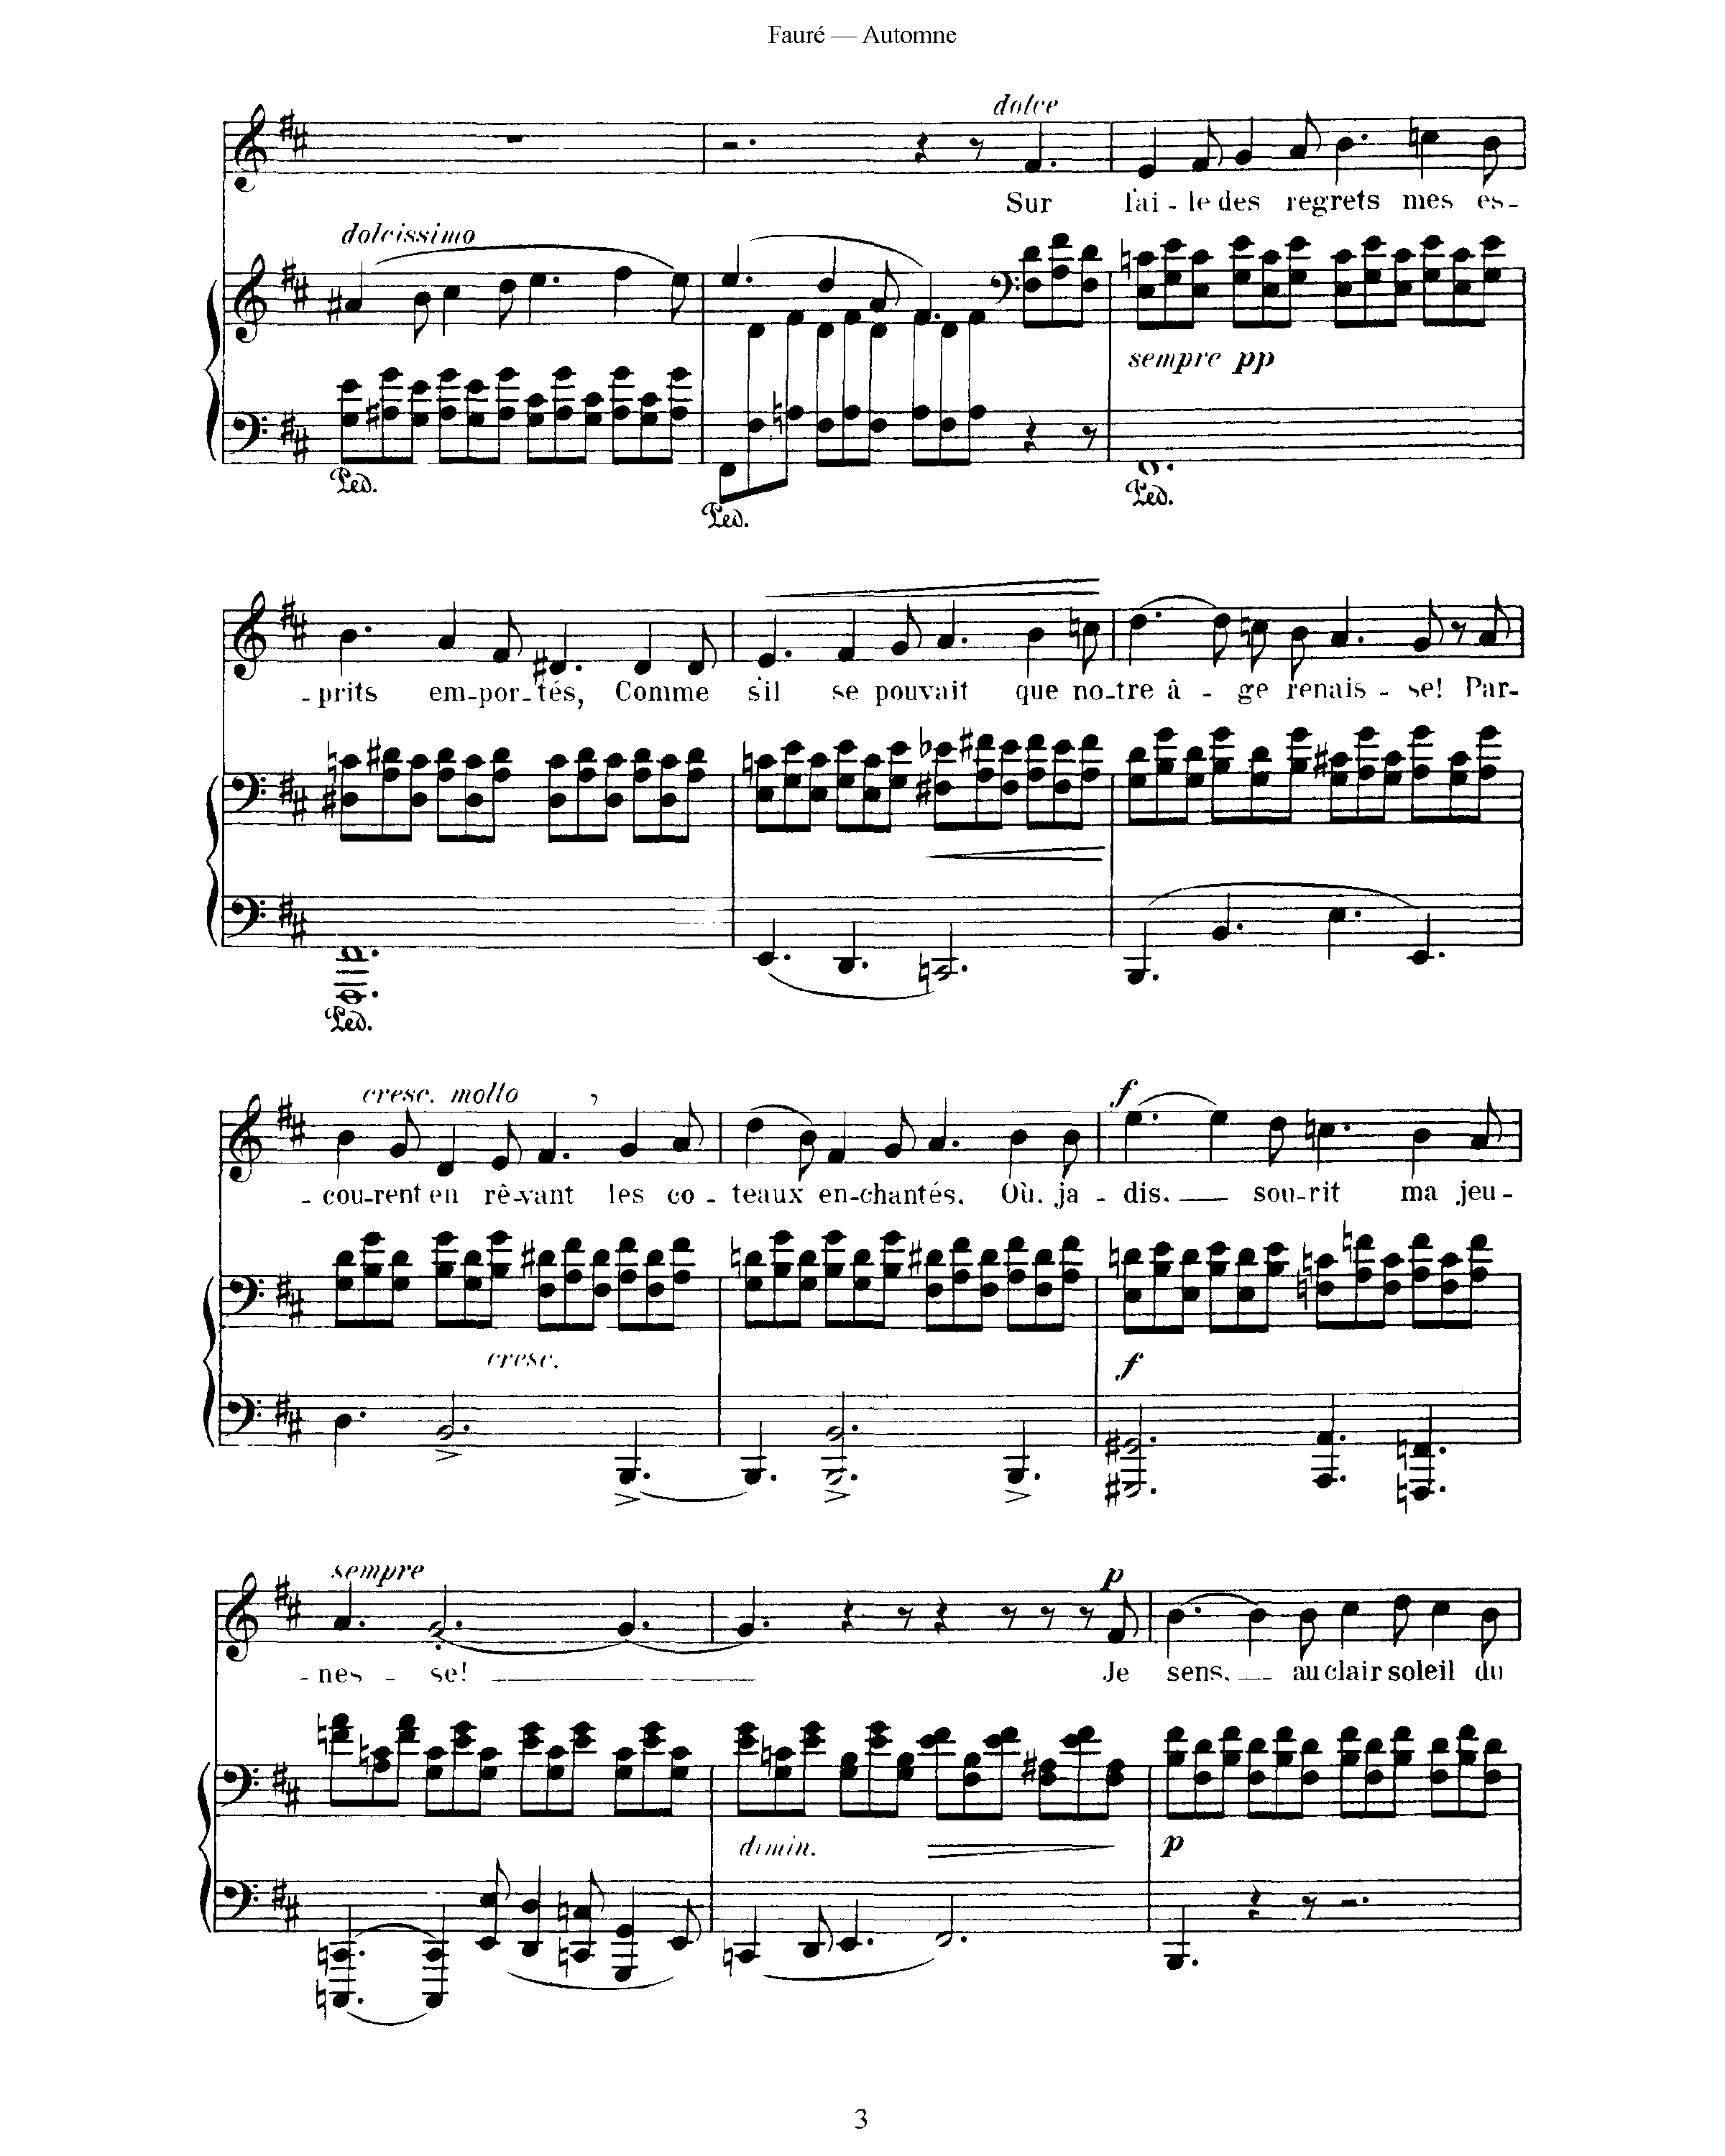 Fauré — Automne
dolce
Sur l'ai - le des regrets mes es -
dolcissimo
sempre pp
Ped.
Ped.
Ped.
- prits em-por-tés, Comme s'il se pouvait que no-tre â - ge renais - se! Par-
Ped.
cresc. molto
f
- cou-rent en rê-vant les co - teaux en-chantés. Où. ja - dis. — sou-rit ma jeu -
cresc.
f
sempre
p
- nes - se! — Je sens. — au clair soleil du
dimin.
p
3